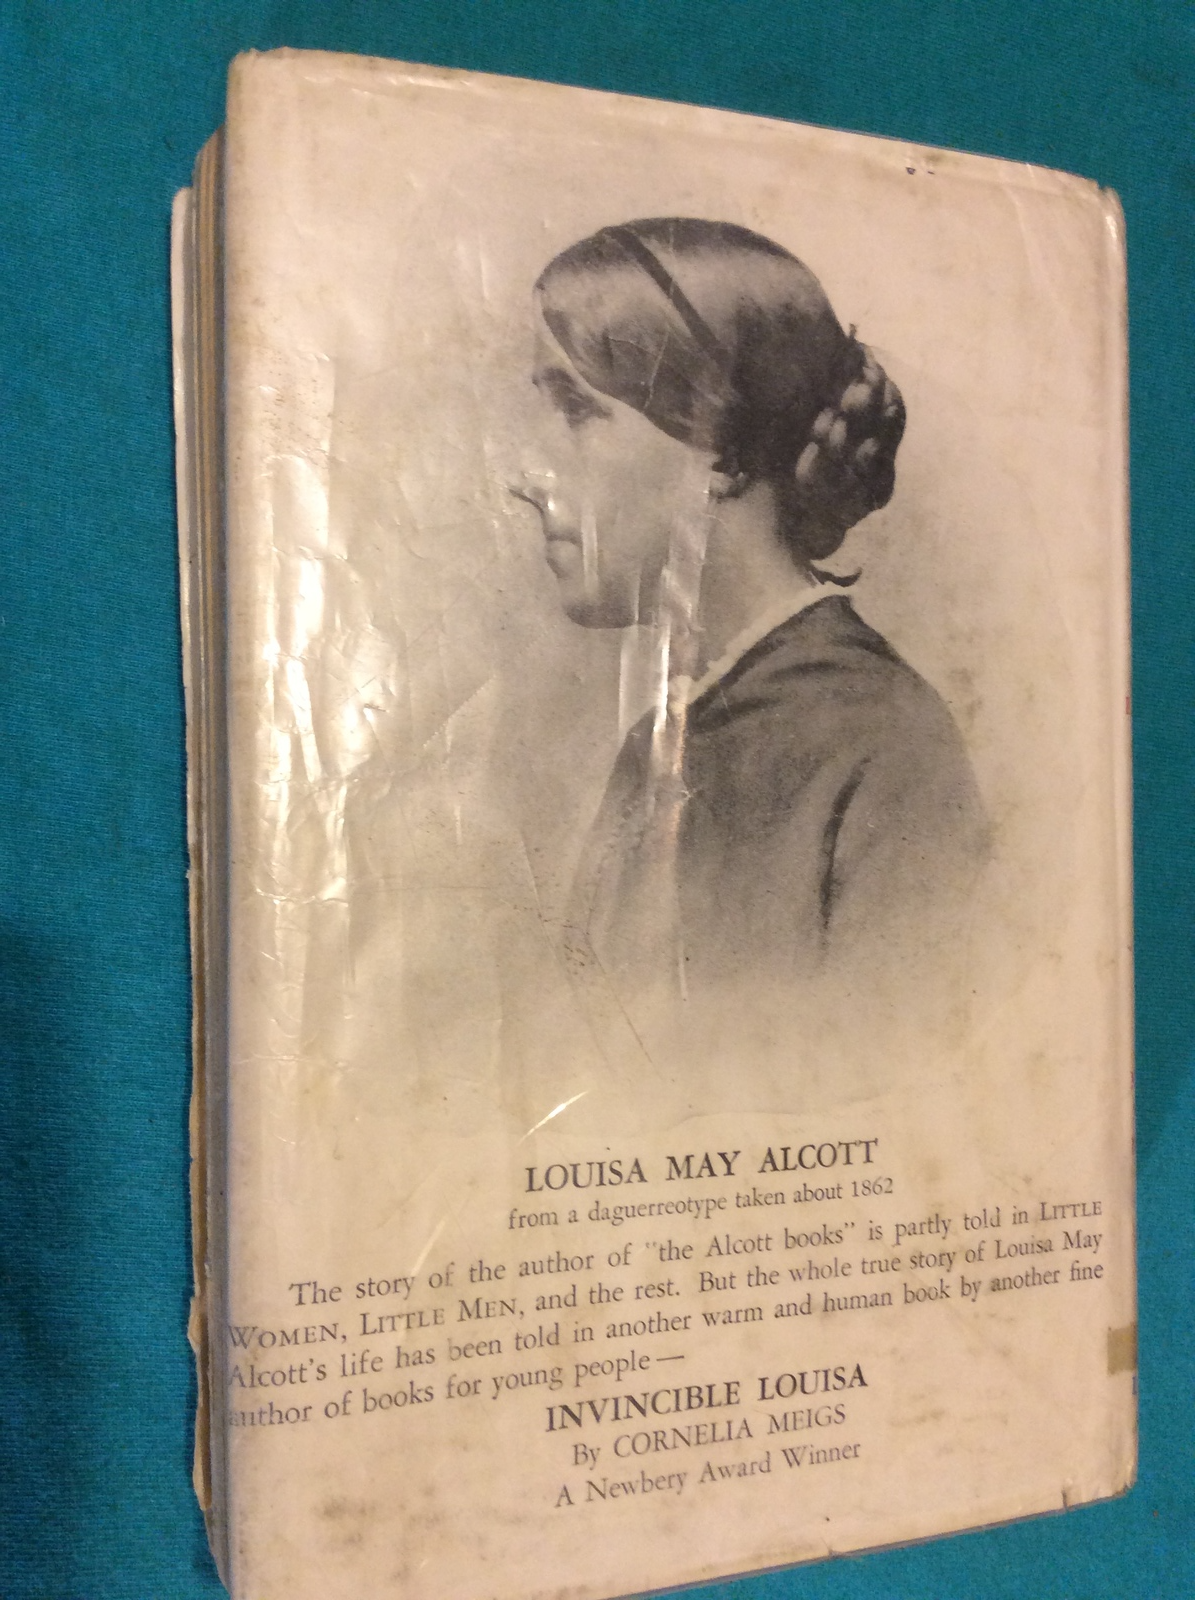 LOUISA MAY ALCOTT
from a daguerreotype taken about 1862
The story of the author of "the Alcott books" is partly told in LITTLE
WOMEN, LITTLE MEN, and the rest. But the whole true story of Louisa May
Alcott's life has been told in another warm and human book by another fine
author of books for young people—
INVINCIBLE LOUISA
By CORNELIA MEIGS
A Newbery Award Winner